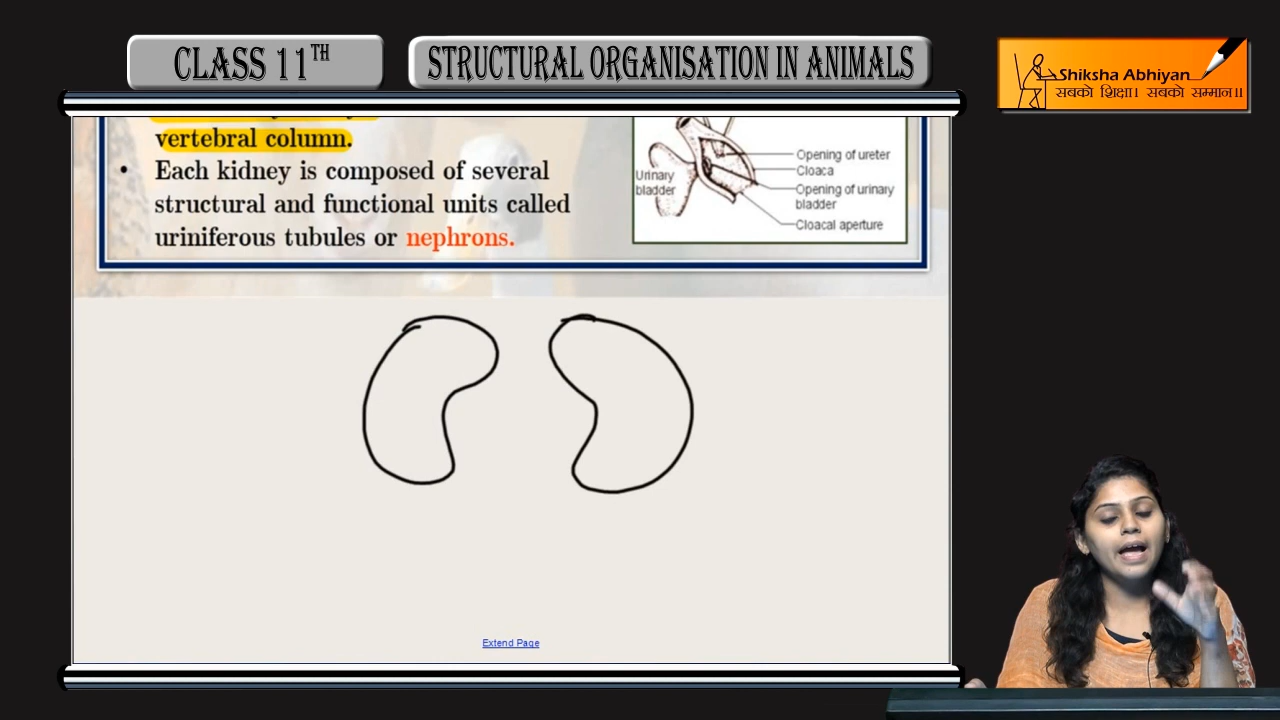 CLASS 11TH
STRUCTURAL ORGANISATION IN ANIMALS
Shiksha Abhiyan
सबको शिक्षा। सबको सम्मान।।
vertebral column.
• Each kidney is composed of several
structural and functional units called
uriniferous tubules or nephrons.
Urinary
bladder
Opening of ureter
Cloaca
Opening of urinary
bladder
Cloacal aperture
Extend Page